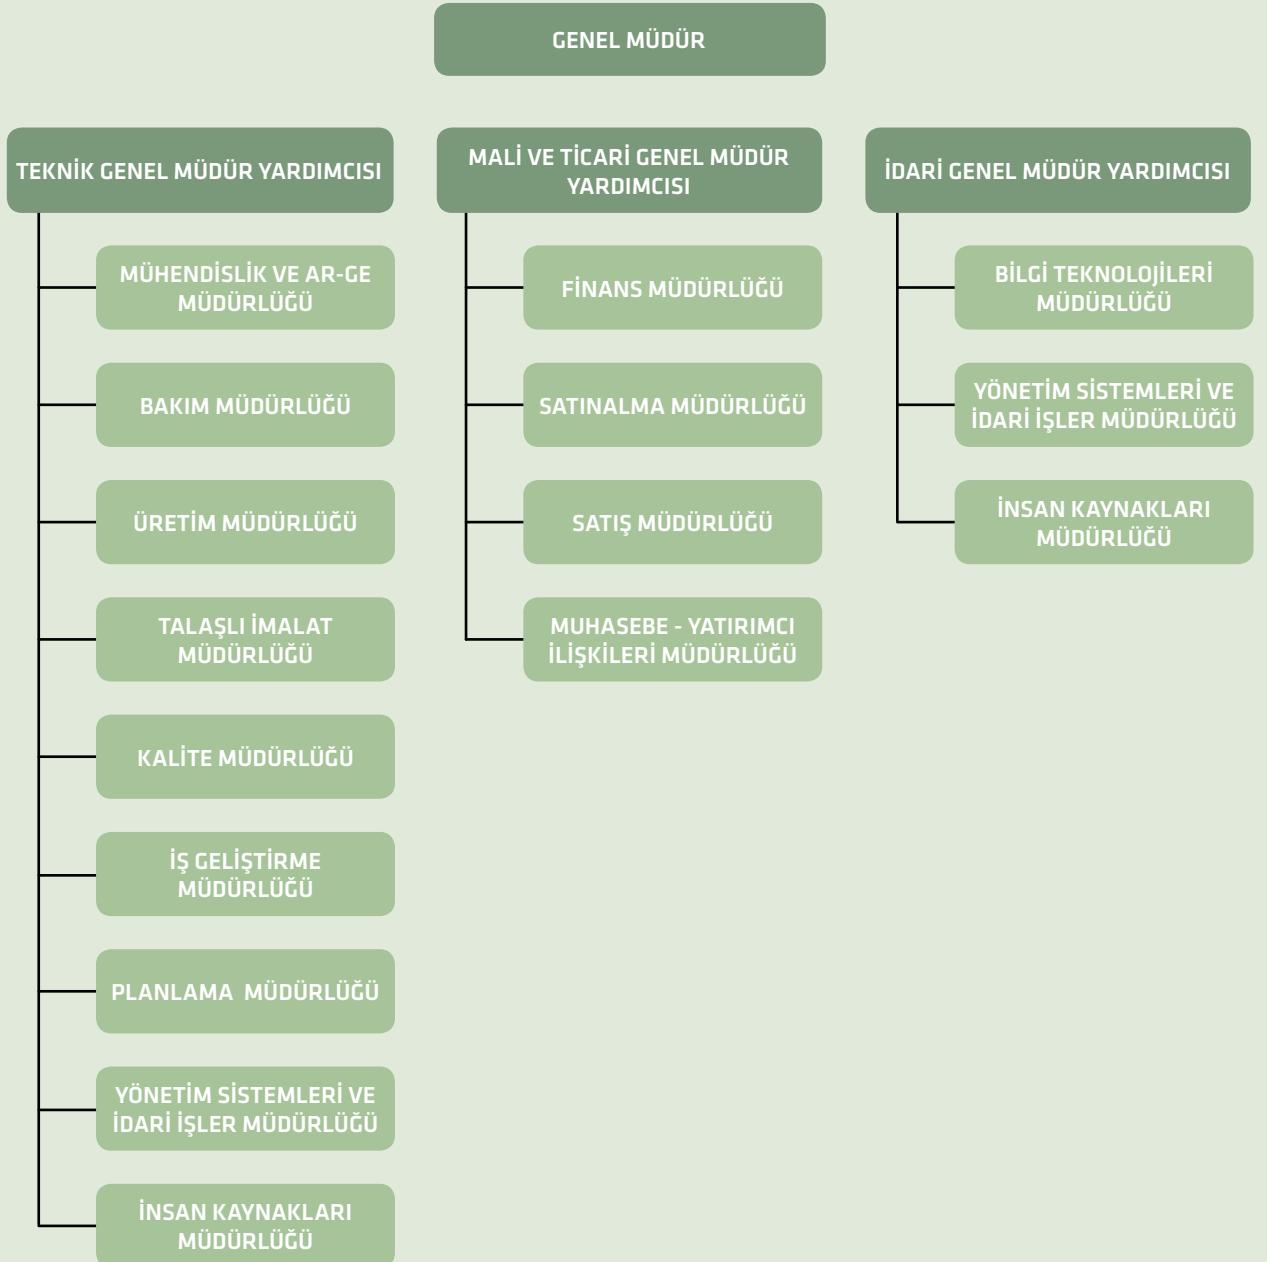 GENEL MÜDÜR
TEKNİK GENEL MÜDÜR YARDIMCISI
MÜHENDİSLİK VE AR-GE
MÜDÜRLÜĞÜ
BAKIM MÜDÜRLÜĞÜ
ÜRETİM MÜDÜRLÜĞÜ
TALAŞLI İMALAT
MÜDÜRLÜĞÜ
KALİTE MÜDÜRLÜĞÜ
İŞ GELİŞTİRME
MÜDÜRLÜĞÜ
PLANLAMA MÜDÜRLÜĞÜ
YÖNETİM SİSTEMLERİ VE
İDARİ İŞLER MÜDÜRLÜĞÜ
İNSAN KAYNAKLARI
MÜDÜRLÜĞÜ
MALİ VE TİCARİ GENEL MÜDÜR
YARDIMCISI
FİNANS MÜDÜRLÜĞÜ
SATINALMA MÜDÜRLÜĞÜ
SATIŞ MÜDÜRLÜĞÜ
MUHASEBE - YATIRIMCI
İLİŞKİLERİ MÜDÜRLÜĞÜ
İDARİ GENEL MÜDÜR YARDIMCISI
BİLGİ TEKNOLOJİLERİ
MÜDÜRLÜĞÜ
YÖNETİM SİSTEMLERİ VE
İDARİ İŞLER MÜDÜRLÜĞÜ
İNSAN KAYNAKLARI
MÜDÜRLÜĞÜ